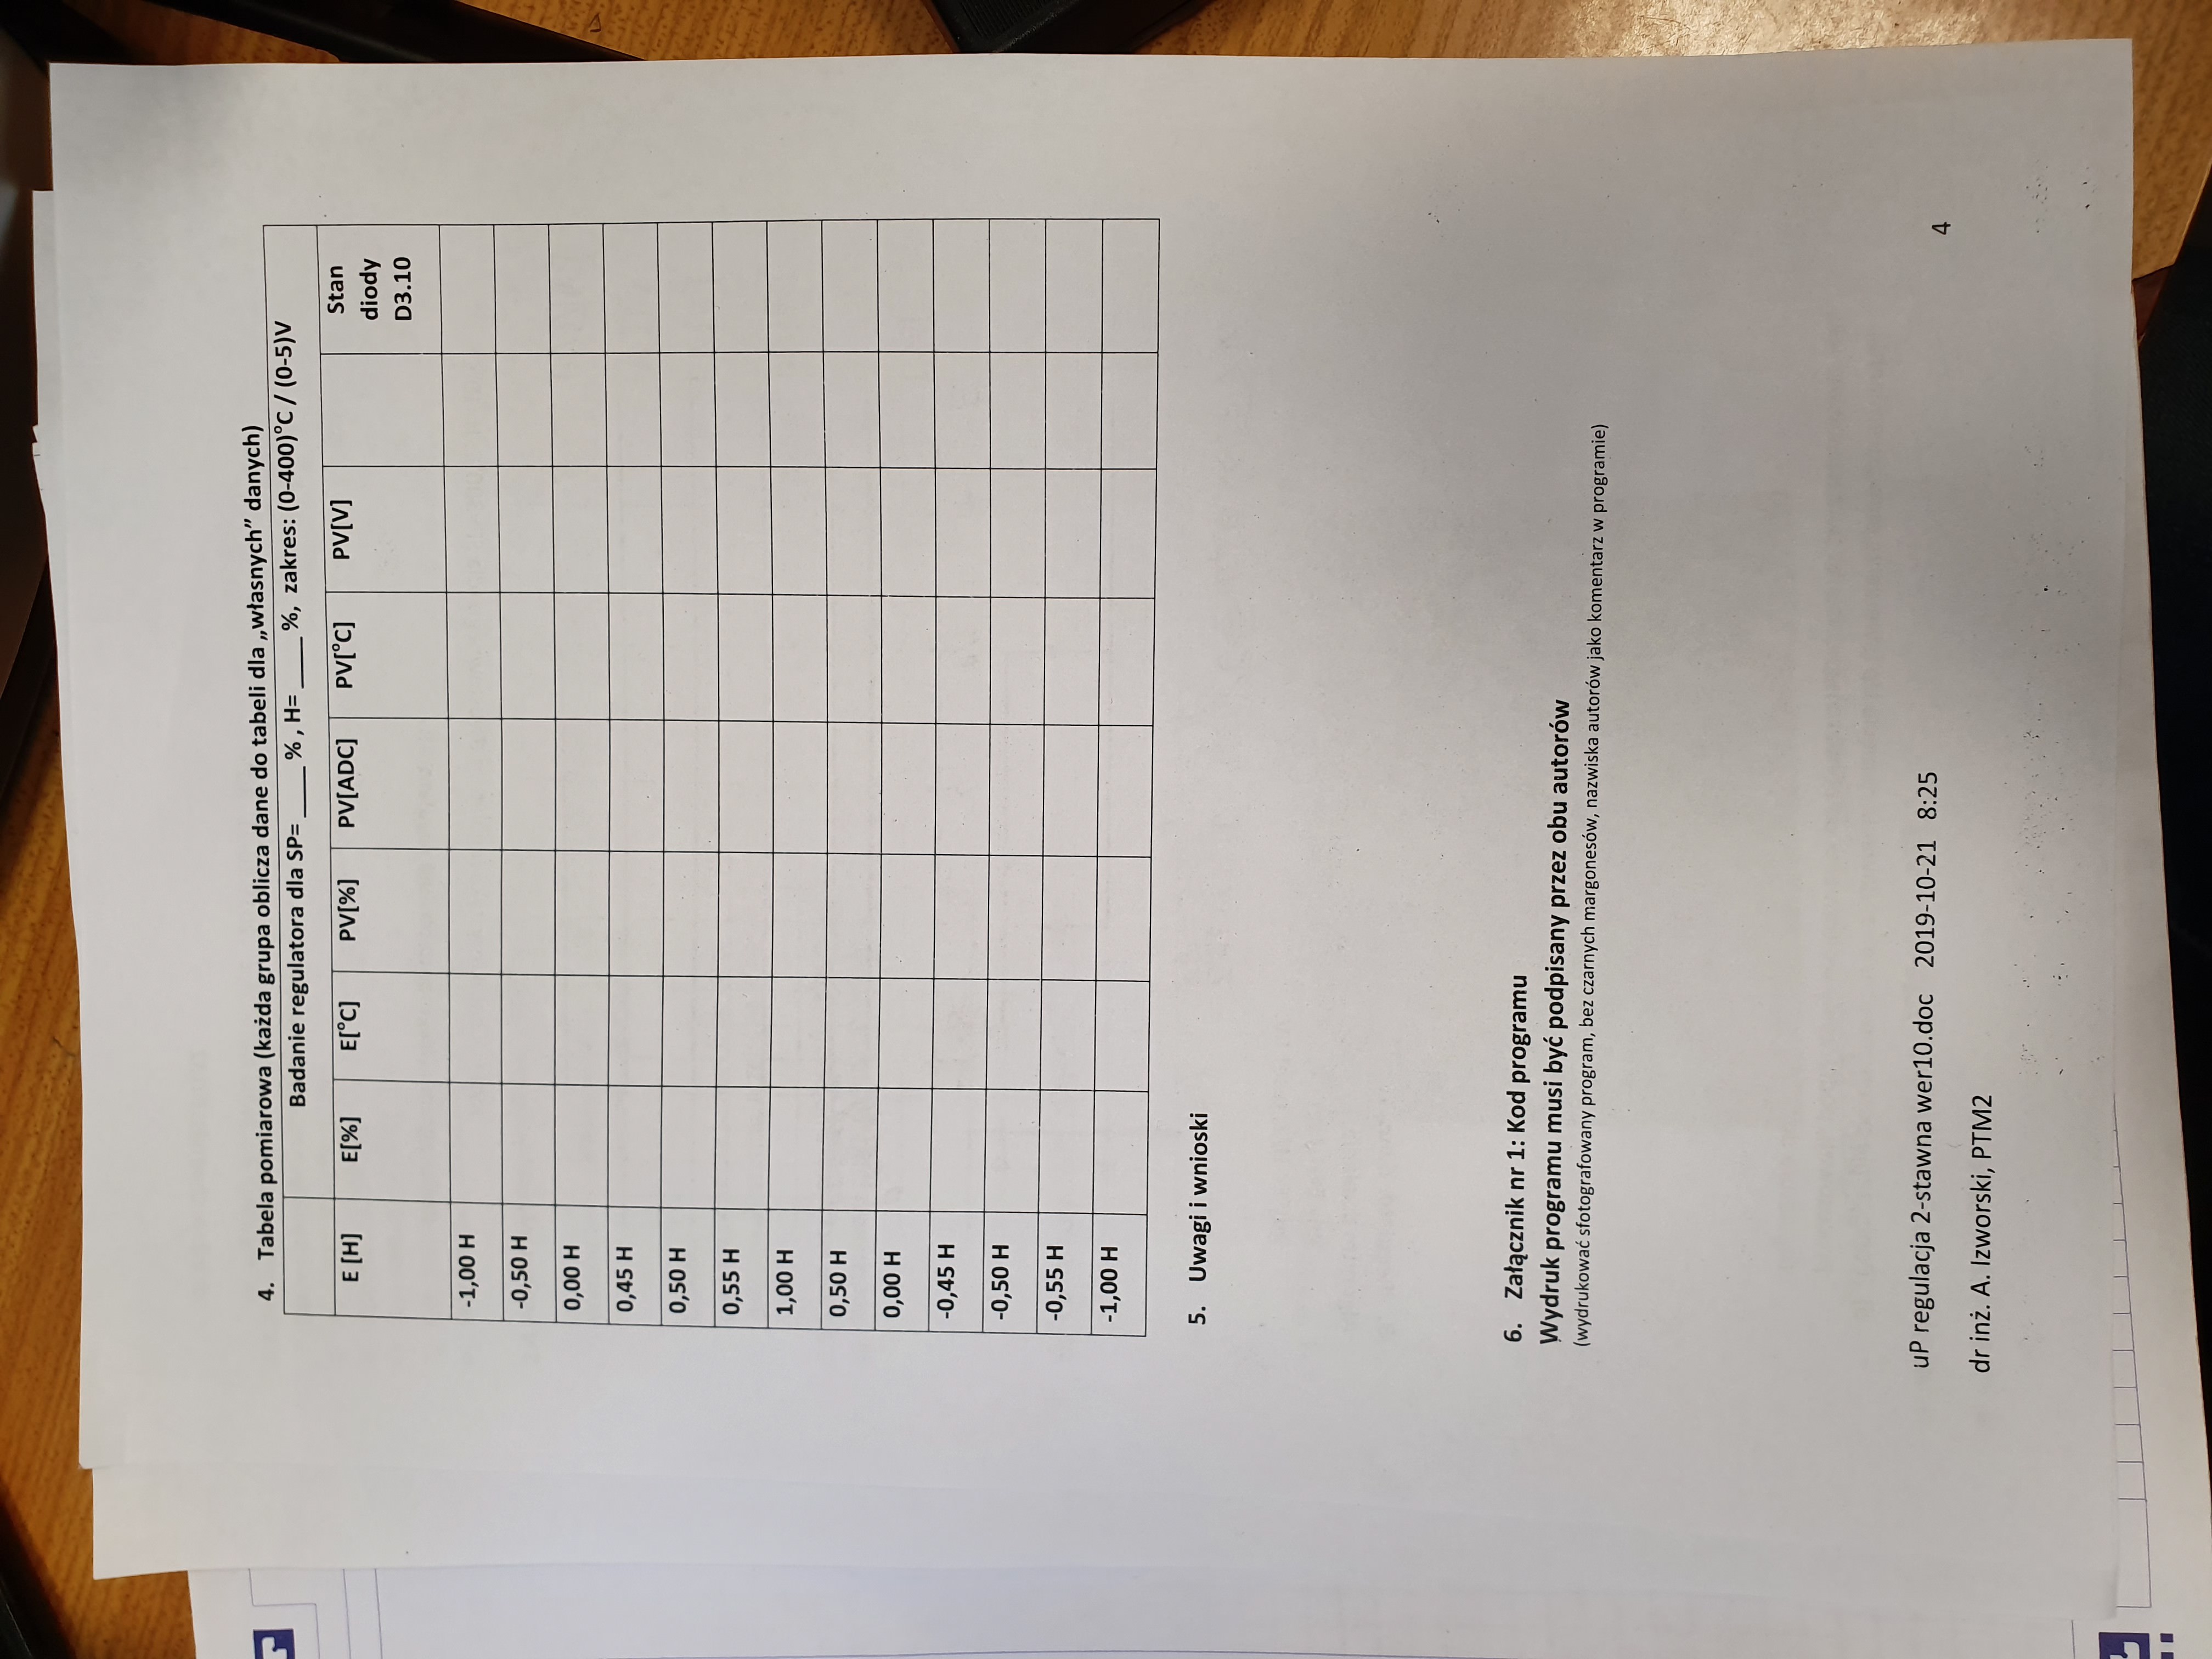 4. Tabela pomiarowa (każda grupa oblicza dane do tabeli dla „własnych” danych)
Badanie regulatora dla SP= ____ % , H= ____ %, zakres: (0-400)°C / (0-5)V
E [H] E[%] E[°C] PV[%] PV[ADC] PV[°C] PV[V] Stan
diody
D3.10
-1,00 H
-0,50 H
0,00 H
0,45 H
0,50 H
0,55 H
1,00 H
0,50 H
0,00 H
-0,45 H
-0,50 H
-0,55 H
-1,00 H
5. Uwagi i wnioski
6. Załącznik nr 1: Kod programu
Wydruk programu musi być podpisany przez obu autorów
(wydrukować sfotografowany program, bez czarnych margonesów, nazwiska autorów jako komentarz w programie)
uP regulacja 2-stawna wer10.doc 2019-10-21 8:25
4
dr inż. A. Izworski, PTM2